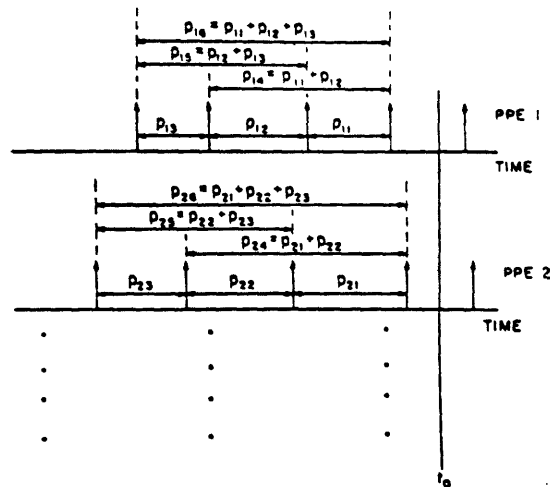 p16 = p11 + p12 + p13
p15 = p12 + p13
p14 = p11 + p12
p13 p12 p11
PPE 1
TIME
p26 = p21 + p22 + p23
p25 = p22 + p23
p24 = p21 + p22
p23 p22 p21
PPE 2
TIME
to